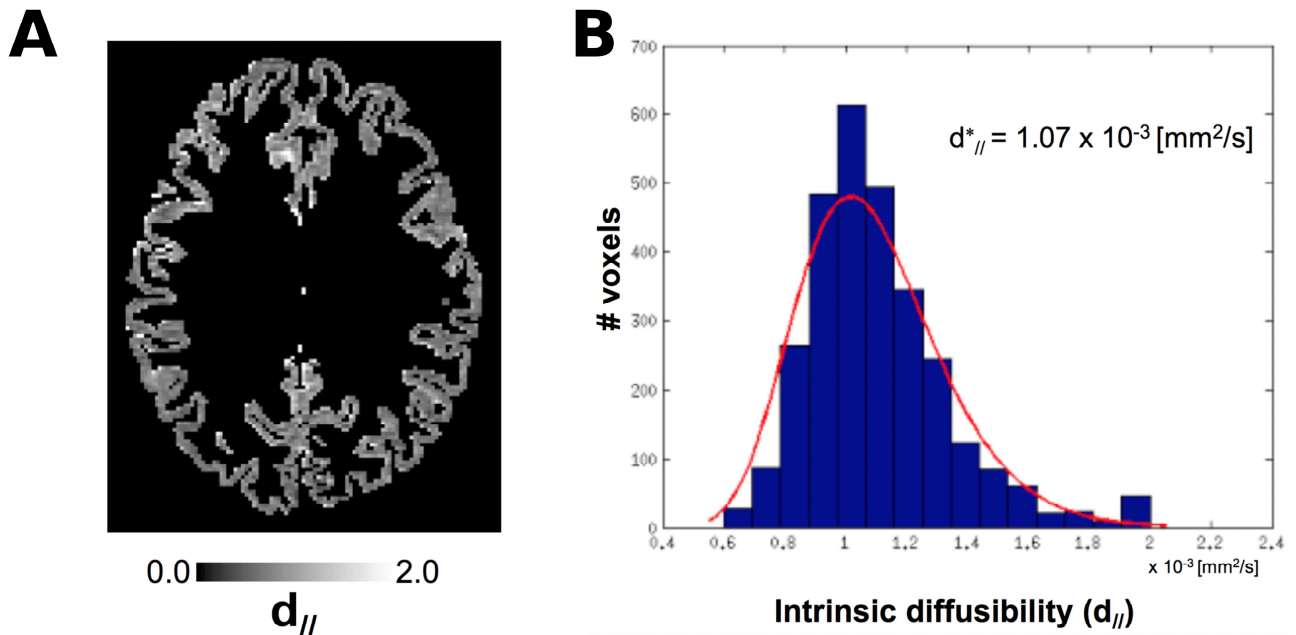 A
0.0 2.0
d//
B
700
600
500
400
300
200
100
0
# voxels
d*// = 1.07 x 10-3 [mm2/s]
0.4 0.6 0.8 1 1.2 1.4 1.6 1.8 2 2.2 2.4
x 10-3 [mm2/s]
Intrinsic diffusibility (d//)